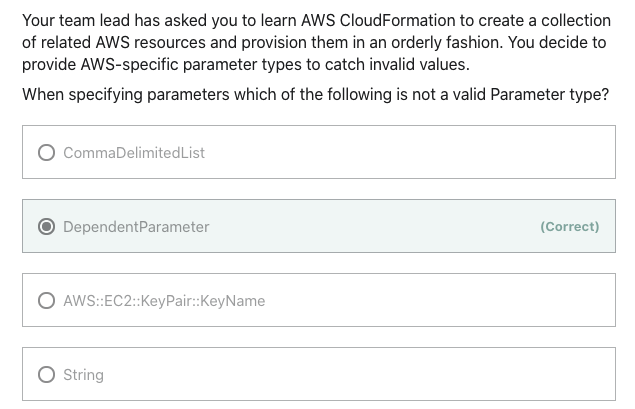 Your team lead has asked you to learn AWS CloudFormation to create a collection
of related AWS resources and provision them in an orderly fashion. You decide to
provide AWS-specific parameter types to catch invalid values.
When specifying parameters which of the following is not a valid Parameter type?
CommaDelimitedList
DependentParameter (Correct)
AWS::EC2::KeyPair::KeyName
String